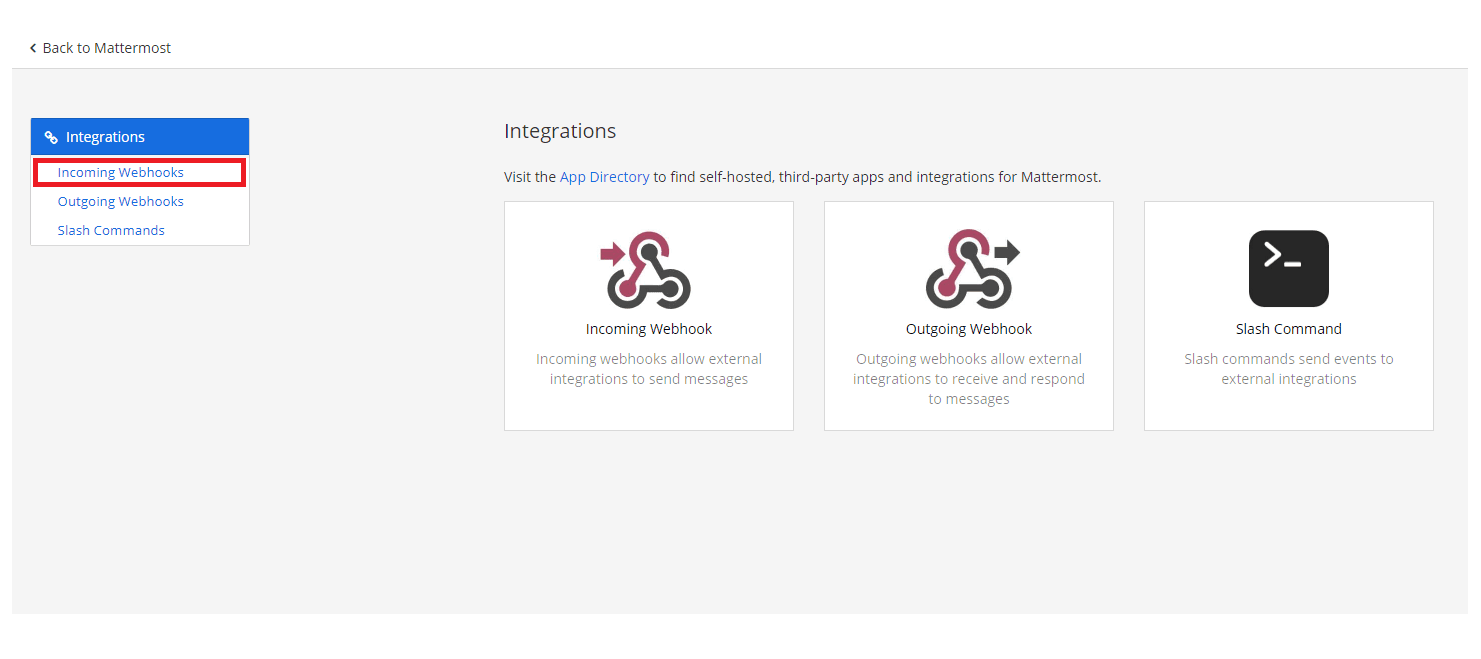 Back to Mattermost
Integrations
Incoming Webhooks
Outgoing Webhooks
Slash Commands
Integrations
Visit the App Directory to find self-hosted, third-party apps and integrations for Mattermost.
Incoming Webhook
Incoming webhooks allow external
integrations to send messages
Outgoing Webhook
Outgoing webhooks allow external
integrations to receive and respond
to messages
Slash Command
Slash commands send events to
external integrations